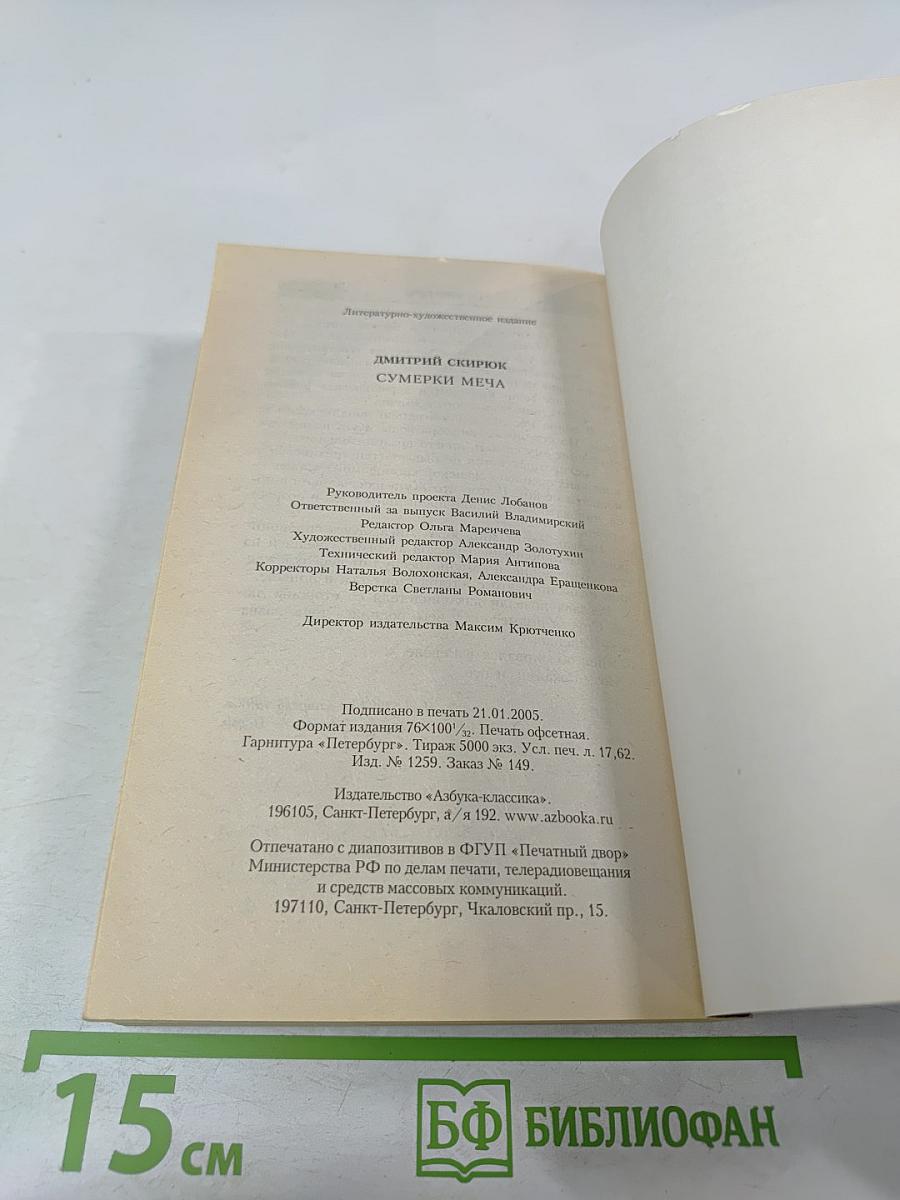 Литературно-художественное издание
ДМИТРИЙ СКИРЮК
СУМЕРКИ МЕЧА
Руководитель проекта Денис Лобанов
Ответственный за выпуск Василий Владимирский
Редактор Ольга Мареичева
Художественный редактор Александр Золотухин
Технический редактор Мария Антипова
Корректоры Наталья Волохонская, Александра Еращенкова
Верстка Светланы Романович
Директор издательства Максим Крютченко
Подписано в печать 21.01.2005.
Формат издания 76×100¹/₃₂. Печать офсетная.
Гарнитура «Петербург». Тираж 5000 экз. Усл. печ. л. 17,62.
Изд. № 1259. Заказ № 149.
Издательство «Азбука-классика».
196105, Санкт-Петербург, а/я 192. www.azbooka.ru
Отпечатано с диапозитивов в ФГУП «Печатный двор»
Министерства РФ по делам печати, телерадиовещания
и средств массовых коммуникаций.
197110, Санкт-Петербург, Чкаловский пр., 15.
15 см
БФ БИБЛИОФАН